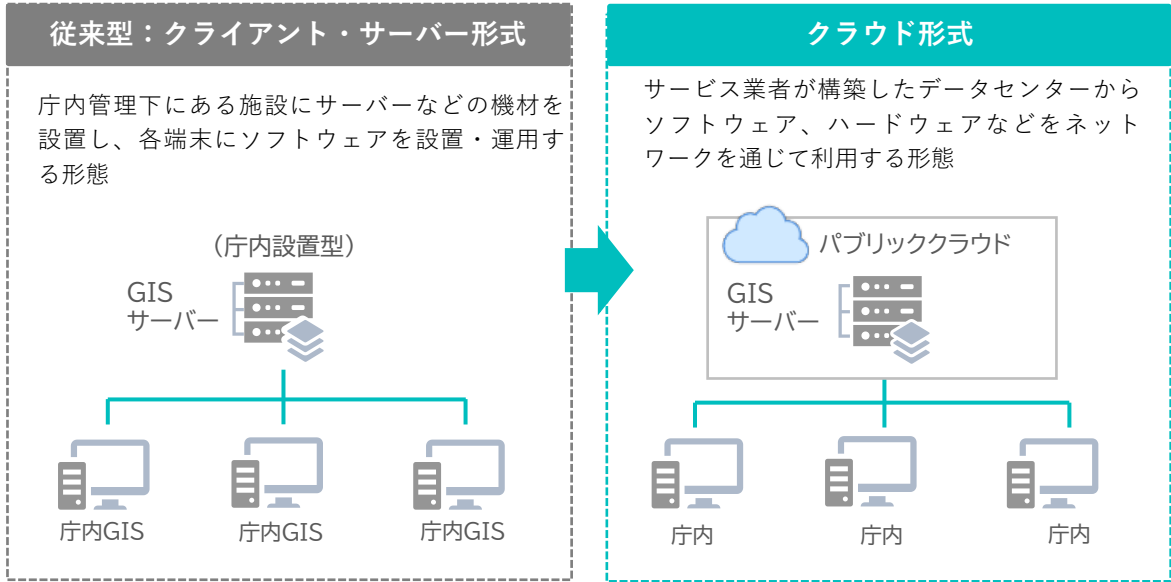 従来型：クライアント・サーバー形式
庁内管理下にある施設にサーバーなどの機材を
設置し、各端末にソフトウェアを設置・運用す
る形態
（庁内設置型）
GIS
サーバー
庁内GIS
庁内GIS
庁内GIS
クラウド形式
サービス業者が構築したデータセンターから
ソフトウェア、ハードウェアなどをネット
ワークを通じて利用する形態
パブリッククラウド
GIS
サーバー
庁内
庁内
庁内